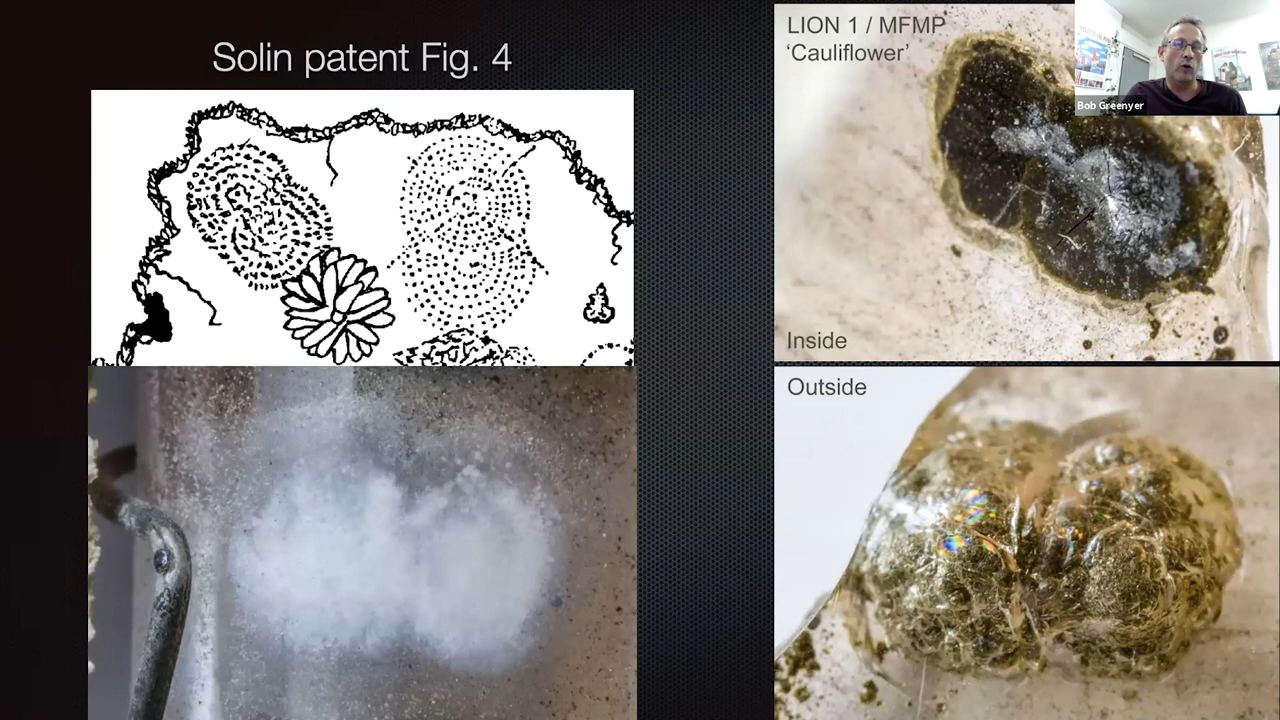 Solin patent Fig. 4
LION 1 / MFMP
‘Cauliflower’
Bob Greenyer
Inside
Outside